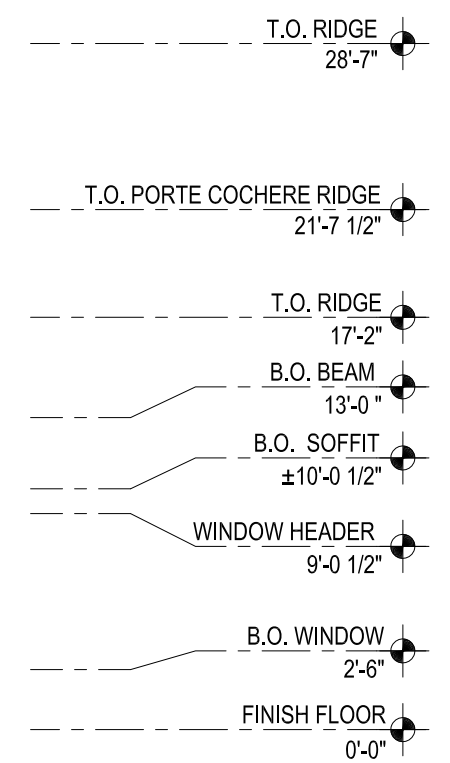 T.O. RIDGE
28'-7"
T.O. PORTE COCHERE RIDGE
21'-7 1/2"
T.O. RIDGE
17'-2"
B.O. BEAM
13'-0 "
B.O. SOFFIT
±10'-0 1/2"
WINDOW HEADER
9'-0 1/2"
B.O. WINDOW
2'-6"
FINISH FLOOR
0'-0"